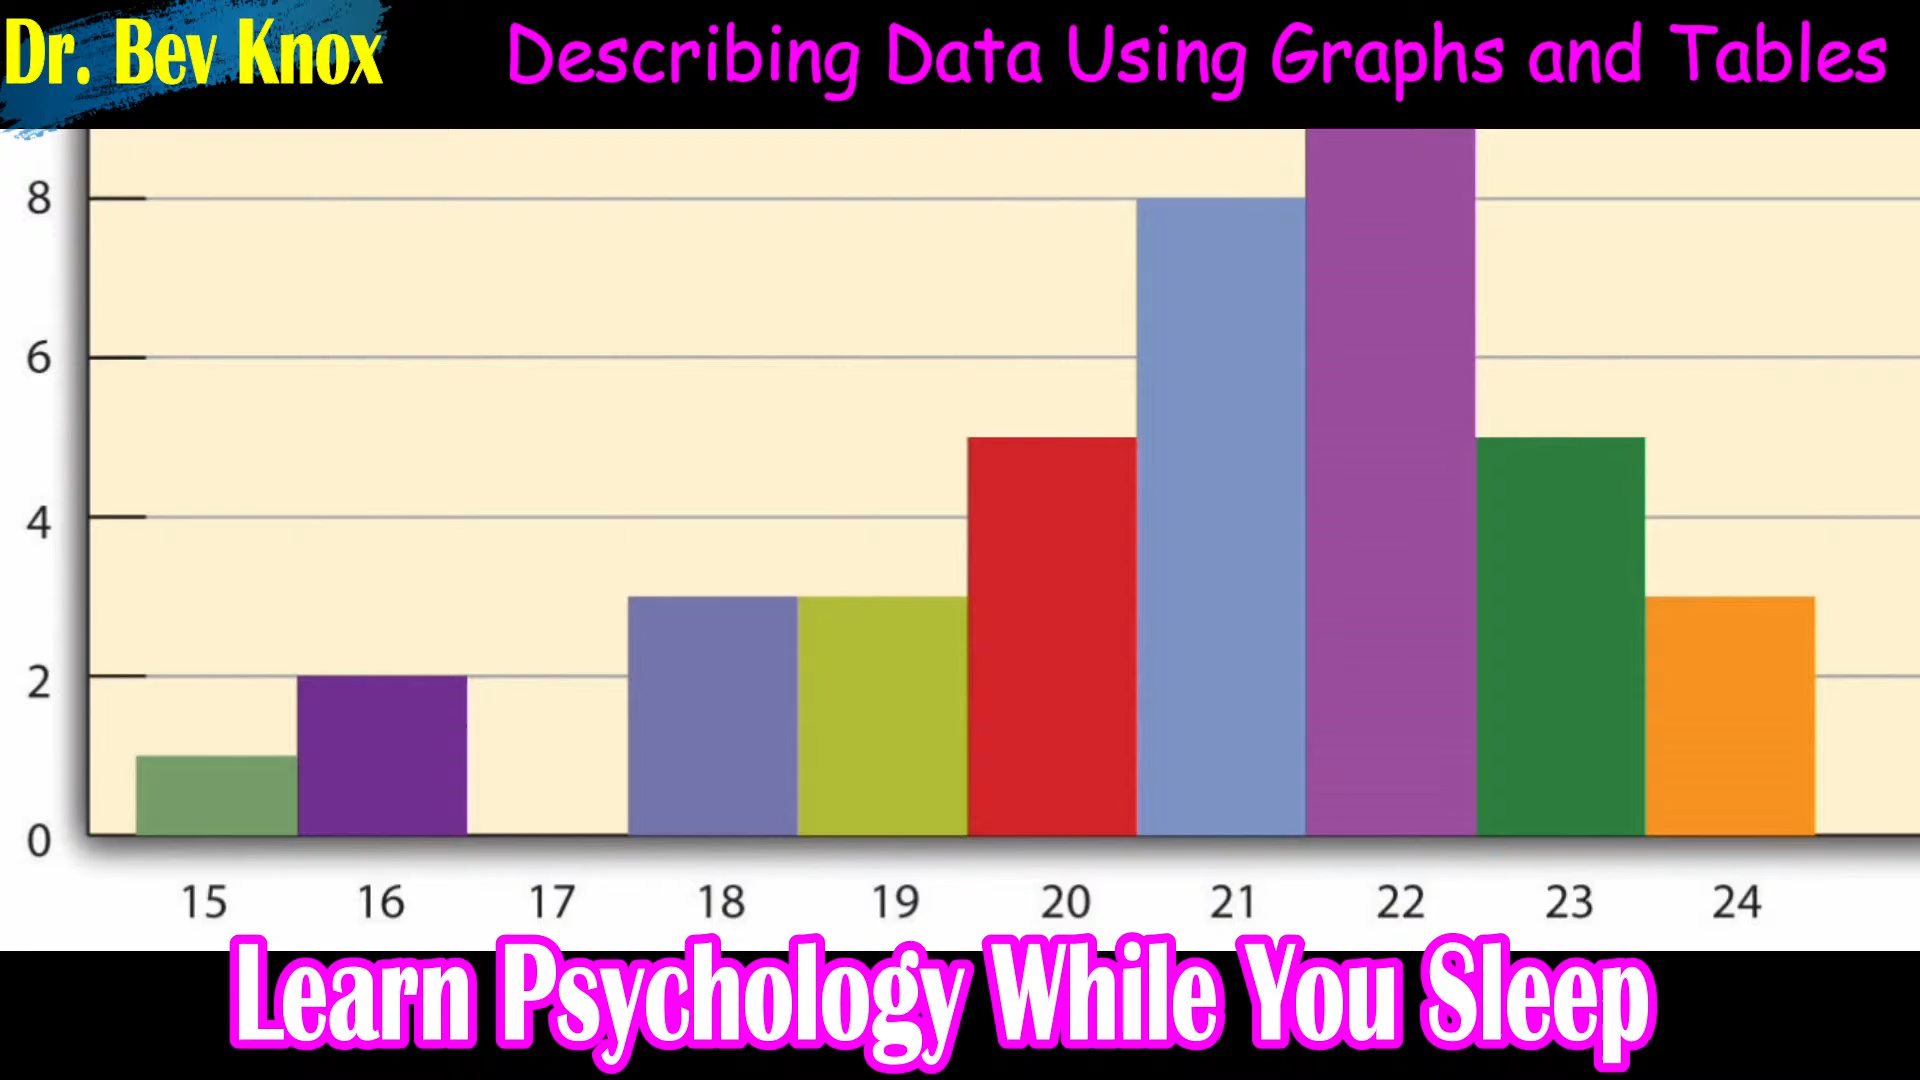 Dr. Bev Knox
Describing Data Using Graphs and Tables
8
6
4
2
0
15 16 17 18 19 20 21 22 23 24
Learn Psychology While You Sleep